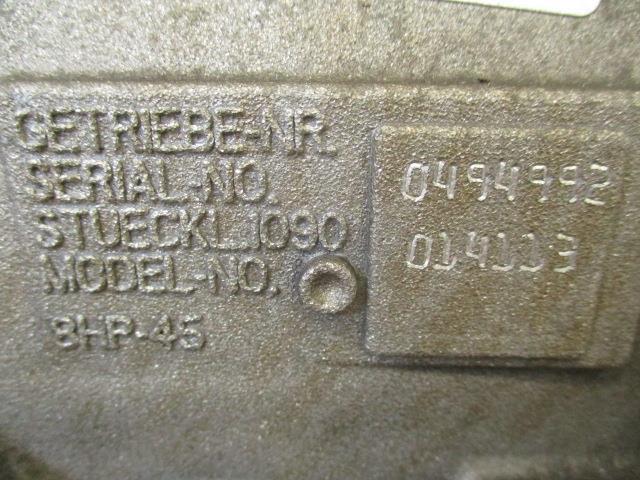 GETRIEBE-NR.
SERIAL-NO. 0494992
STUECKL.1090
MODEL-NO. 014113
8HP-45